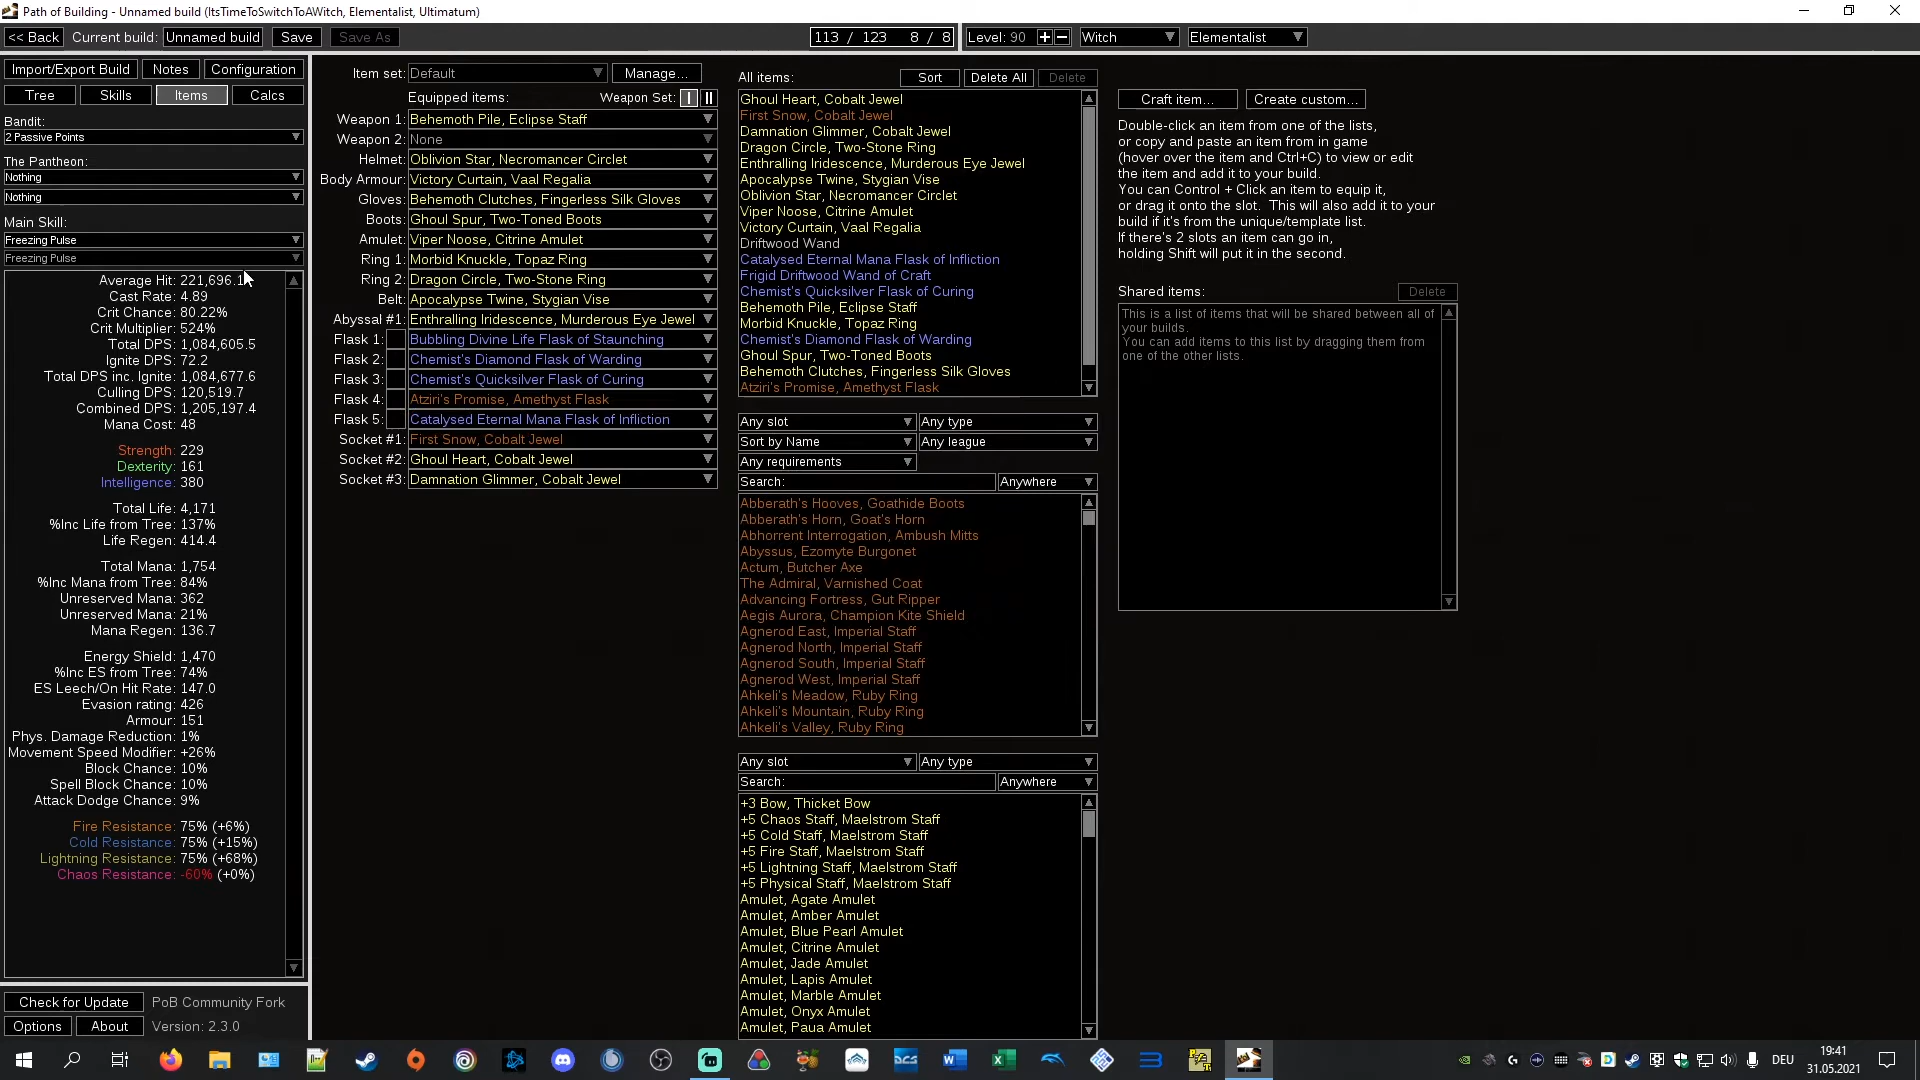 Path of Building - Unnamed build (ItsTimeToSwitchToAWitch, Elementalist, Ultimatum)
<< Back Current build: Unnamed build Save Save As 113 / 123 8 / 8 Level: 90 Witch Elementalist
Import/Export Build Notes Configuration
Tree Skills Items Calcs
Bandit:
2 Passive Points
The Pantheon:
Nothing
Nothing
Main Skill:
Freezing Pulse
Freezing Pulse
Average Hit: 221,696.1
Cast Rate: 4.89
Crit Chance: 80.22%
Crit Multiplier: 524%
Total DPS: 1,084,605.5
Ignite DPS: 72.2
Total DPS inc. Ignite: 1,084,677.6
Culling DPS: 120,519.7
Combined DPS: 1,205,197.4
Mana Cost: 48
Strength: 229
Dexterity: 161
Intelligence: 380
Total Life: 4,171
%Inc Life from Tree: 137%
Life Regen: 414.4
Total Mana: 1,754
%Inc Mana from Tree: 84%
Unreserved Mana: 362
Unreserved Mana: 21%
Mana Regen: 136.7
Energy Shield: 1,470
%Inc ES from Tree: 74%
ES Leech/On Hit Rate: 147.0
Evasion rating: 426
Armour: 151
Phys. Damage Reduction: 1%
Movement Speed Modifier: +26%
Block Chance: 10%
Spell Block Chance: 10%
Attack Dodge Chance: 9%
Fire Resistance: 75% (+6%)
Cold Resistance: 75% (+15%)
Lightning Resistance: 75% (+68%)
Chaos Resistance: -60% (+0%)
Check for Update PoB Community Fork
Options About Version: 2.3.0
Item set: Default Manage...
Equipped items: Weapon Set: I II
Weapon 1: Behemoth Pile, Eclipse Staff
Weapon 2: None
Helmet: Oblivion Star, Necromancer Circlet
Body Armour: Victory Curtain, Vaal Regalia
Gloves: Behemoth Clutches, Fingerless Silk Gloves
Boots: Ghoul Spur, Two-Toned Boots
Amulet: Viper Noose, Citrine Amulet
Ring 1: Morbid Knuckle, Topaz Ring
Ring 2: Dragon Circle, Two-Stone Ring
Belt: Apocalypse Twine, Stygian Vise
Abyssal #1: Enthralling Iridescence, Murderous Eye Jewel
Flask 1: Bubbling Divine Life Flask of Staunching
Flask 2: Chemist's Diamond Flask of Warding
Flask 3: Chemist's Quicksilver Flask of Curing
Flask 4: Atziri's Promise, Amethyst Flask
Flask 5: Catalysed Eternal Mana Flask of Infliction
Socket #1: First Snow, Cobalt Jewel
Socket #2: Ghoul Heart, Cobalt Jewel
Socket #3: Damnation Glimmer, Cobalt Jewel
All items: Sort Delete All Delete
Ghoul Heart, Cobalt Jewel
First Snow, Cobalt Jewel
Damnation Glimmer, Cobalt Jewel
Dragon Circle, Two-Stone Ring
Enthralling Iridescence, Murderous Eye Jewel
Apocalypse Twine, Stygian Vise
Oblivion Star, Necromancer Circlet
Viper Noose, Citrine Amulet
Victory Curtain, Vaal Regalia
Driftwood Wand
Catalysed Eternal Mana Flask of Infliction
Frigid Driftwood Wand of Craft
Chemist's Quicksilver Flask of Curing
Behemoth Pile, Eclipse Staff
Morbid Knuckle, Topaz Ring
Chemist's Diamond Flask of Warding
Ghoul Spur, Two-Toned Boots
Behemoth Clutches, Fingerless Silk Gloves
Atziri's Promise, Amethyst Flask
Any slot Any type
Sort by Name Any league
Any requirements
Search: Anywhere
Abberath's Hooves, Goathide Boots
Abberath's Horn, Goat's Horn
Abhorrent Interrogation, Ambush Mitts
Abyssus, Ezomyte Burgonet
Actum, Butcher Axe
The Admiral, Varnished Coat
Advancing Fortress, Gut Ripper
Aegis Aurora, Champion Kite Shield
Agnerod East, Imperial Staff
Agnerod North, Imperial Staff
Agnerod South, Imperial Staff
Agnerod West, Imperial Staff
Ahkeli's Meadow, Ruby Ring
Ahkeli's Mountain, Ruby Ring
Ahkeli's Valley, Ruby Ring
Any slot Any type
Search: Anywhere
+3 Bow, Thicket Bow
+5 Chaos Staff, Maelstrom Staff
+5 Cold Staff, Maelstrom Staff
+5 Fire Staff, Maelstrom Staff
+5 Lightning Staff, Maelstrom Staff
+5 Physical Staff, Maelstrom Staff
Amulet, Agate Amulet
Amulet, Amber Amulet
Amulet, Blue Pearl Amulet
Amulet, Citrine Amulet
Amulet, Jade Amulet
Amulet, Lapis Amulet
Amulet, Marble Amulet
Amulet, Onyx Amulet
Amulet, Paua Amulet
Craft item... Create custom...
Double-click an item from one of the lists,
or copy and paste an item from in game
(hover over the item and Ctrl+C) to view or edit
the item and add it to your build.
You can Control + Click an item to equip it,
or drag it onto the slot. This will also add it to your
build if it's from the unique/template list.
If there's 2 slots an item can go in,
holding Shift will put it in the second.
Shared items: Delete
This is a list of items that will be shared between all of
your builds.
You can add items to this list by dragging them from
one of the other lists.
DEU
19:41
31.05.2021